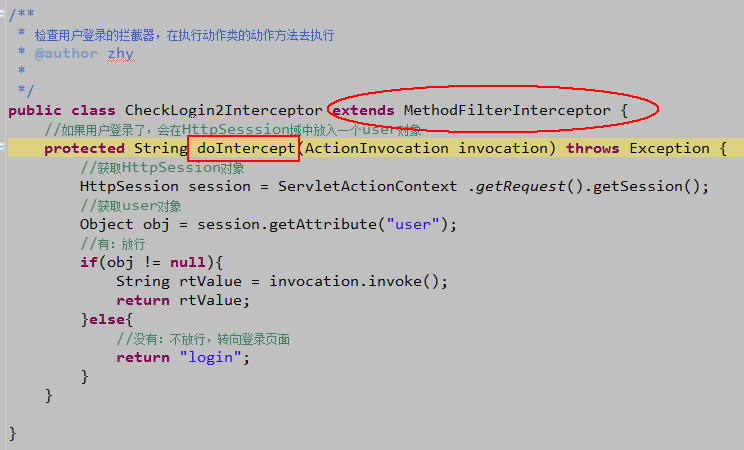 /**
 * 检查用户登录的拦截器，在执行动作类的动作方法去执行
 * @author zhy
 *
 */
public class CheckLogin2Interceptor extends MethodFilterInterceptor {
    //如果用户登录了，会在HttpSesssion域中放入一个user对象
    protected String doIntercept(ActionInvocation invocation) throws Exception {
        //获取HttpSession对象
        HttpSession session = ServletActionContext .getRequest().getSession();
        //获取user对象
        Object obj = session.getAttribute("user");
        //有：放行
        if(obj != null){
            String rtValue = invocation.invoke();
            return rtValue;
        }else{
            //没有：不放行，转向登录页面
            return "login";
        }
    }
}